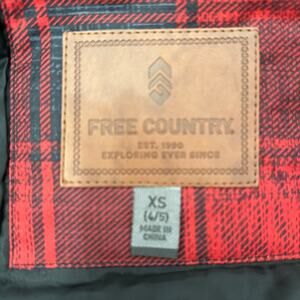 FREE COUNTRY.
EST. 1990
EXPLORING EVER SINCE
XS
(4/5)
MADE IN
CHINA